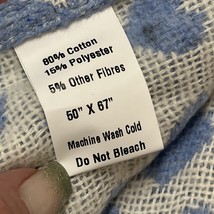 80% Cotton
15% Polyester
5% Other Fibres
50" X 67"
Machine Wash Cold
Do Not Bleach